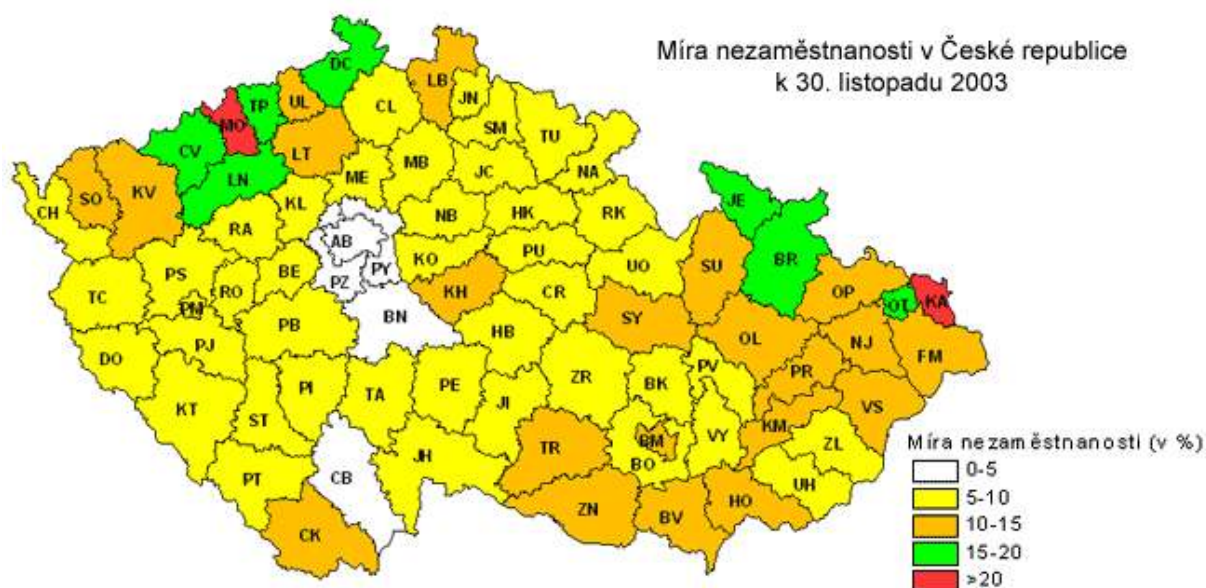 Míra nezaměstnanosti v České republice
k 30. listopadu 2003
DC
LB
UL
TP
CL
JN
MO
SM
TU
CV
LT
MB
JC
NA
ME
LN
SO
KV
CH
KL
NB
HK
RK
JE
RA
AB
SU
BR
KO
PU
UO
PS
BE
PZ
PY
OP
KA
OT
TC
RO
KH
CR
PM
PB
BN
SY
HB
OL
NJ
FM
DO
PJ
PR
ZR
PV
BK
KT
ST
PI
TA
PE
JI
VS
KM
VY
TR
BM
ZL
JH
BO
PT
CB
UH
HO
ZN
BV
CK
Míra nezaměstnanosti (v %)
0-5
5-10
10-15
15-20
>20